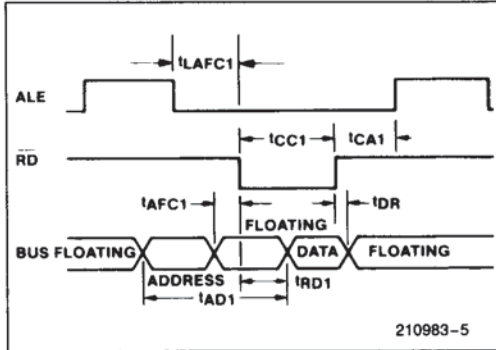 tLAFC1
ALE
tCC1
tCA1
RD
tAFC1
tDR
FLOATING
BUS FLOATING
DATA
FLOATING
ADDRESS
tRD1
tAD1
210983-5